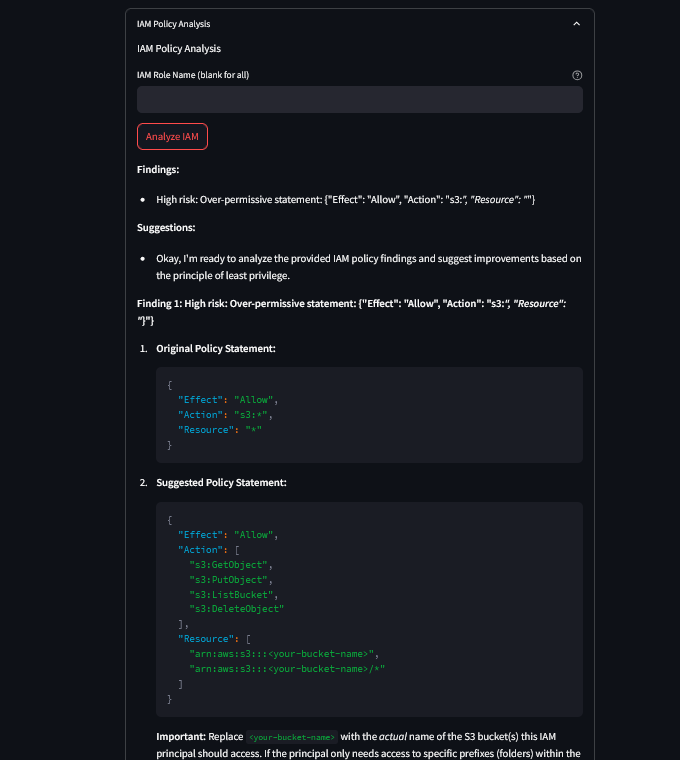 IAM Policy Analysis
IAM Policy Analysis
IAM Role Name (blank for all)
Analyze IAM
Findings:
• High risk: Over-permissive statement: {"Effect": "Allow", "Action": "s3:", "Resource": ""}
Suggestions:
• Okay, I'm ready to analyze the provided IAM policy findings and suggest improvements based on
the principle of least privilege.
Finding 1: High risk: Over-permissive statement: {"Effect": "Allow", "Action": "s3:", "Resource":
"}"}
1. Original Policy Statement:
{
"Effect": "Allow",
"Action": "s3:*",
"Resource": "*"
}
2. Suggested Policy Statement:
{
"Effect": "Allow",
"Action": [
"s3:GetObject",
"s3:PutObject",
"s3:ListBucket",
"s3:DeleteObject"
],
"Resource": [
"arn:aws:s3:::<your-bucket-name>",
"arn:aws:s3:::<your-bucket-name>/*"
]
}
Important: Replace <your-bucket-name> with the actual name of the S3 bucket(s) this IAM
principal should access. If the principal only needs access to specific prefixes (folders) within the